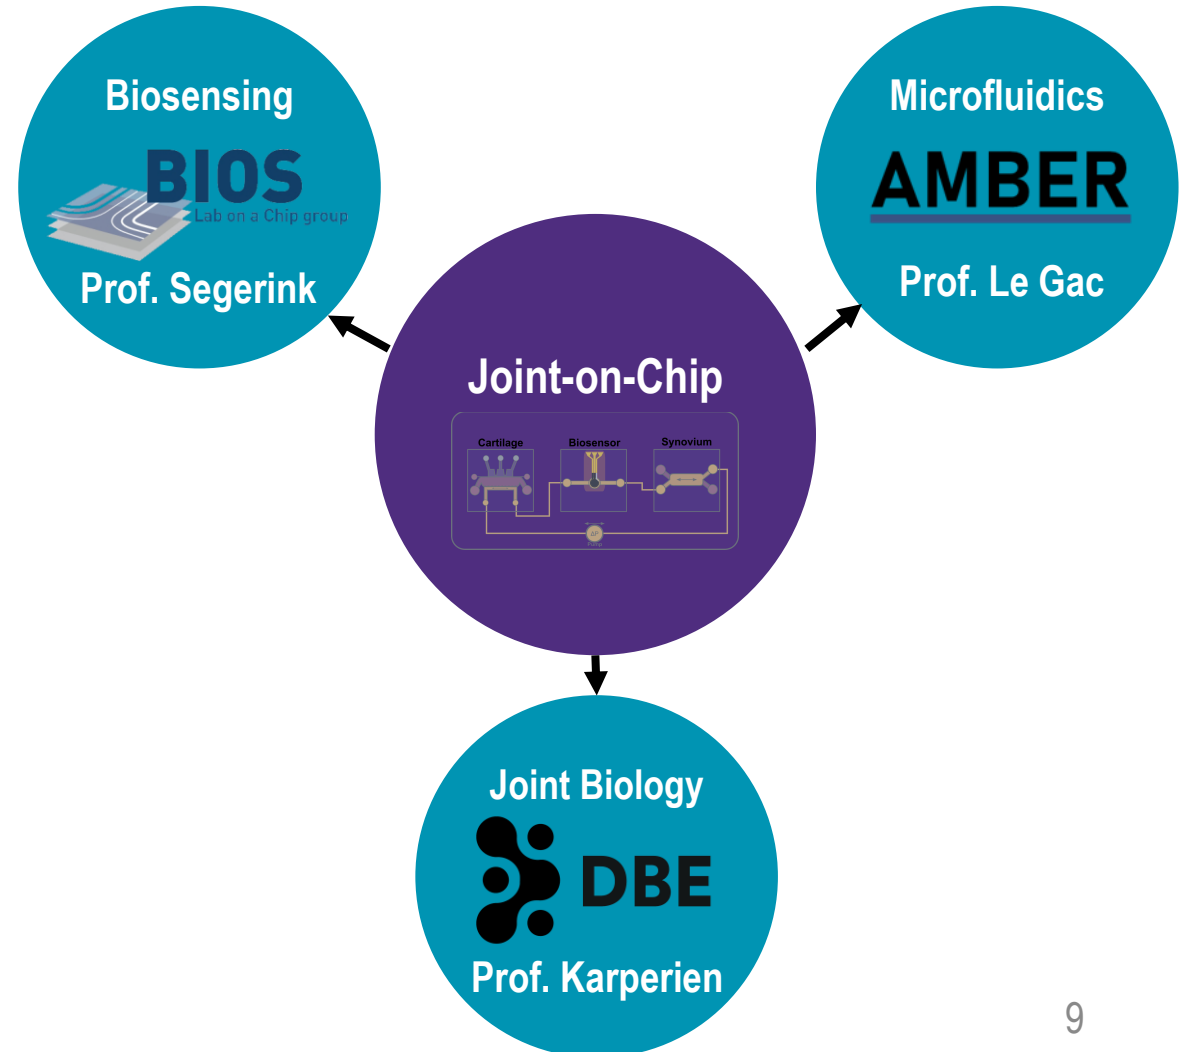 Biosensing
BIOS
Lab on a Chip group
Prof. Segerink
Microfluidics
AMBER
Prof. Le Gac
Joint-on-Chip
Cartilage
Biosensor
Synovium
Joint Biology
DBE
Prof. Karperien
9